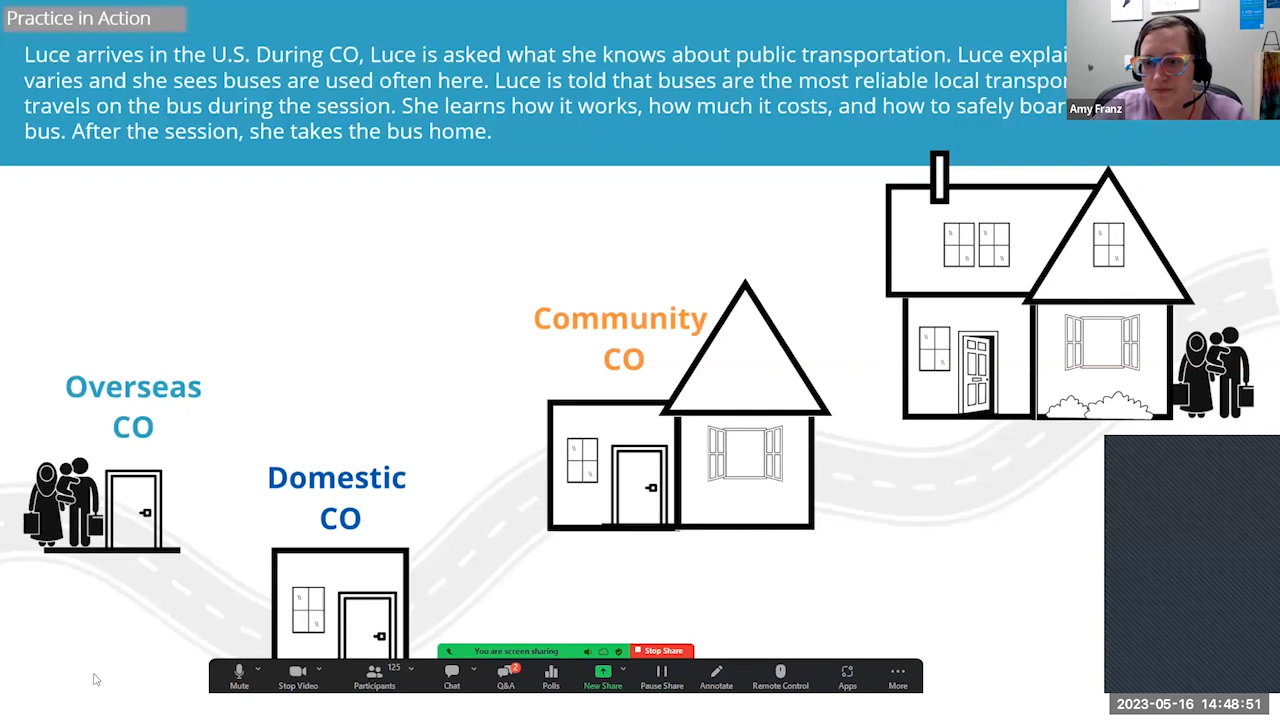 Practice in Action
Luce arrives in the U.S. During CO, Luce is asked what she knows about public transportation. Luce
varies and she sees buses are used often here. Luce is told that buses are the most reliable local
travels on the bus during the session. She learns how it works, how much it costs, and how to safely
bus. After the session, she takes the bus home.
Amy Franz
Community
CO
Overseas
CO
Domestic
CO
You are screen sharing
Stop Share
125
2
Mute
Stop Video
Participants
Chat
Q&A
Polls
New Share
Pause Share
Annotate
Remote Control
Apps
More
2023-05-16 14:48:51